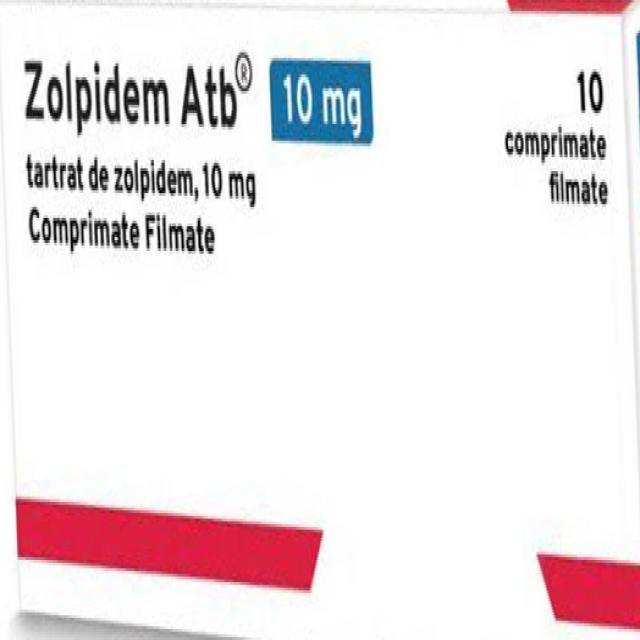 Zolpidem Atb® 10 mg
tartrat de zolpidem, 10 mg
Comprimate Filmate
10
comprimate
filmate